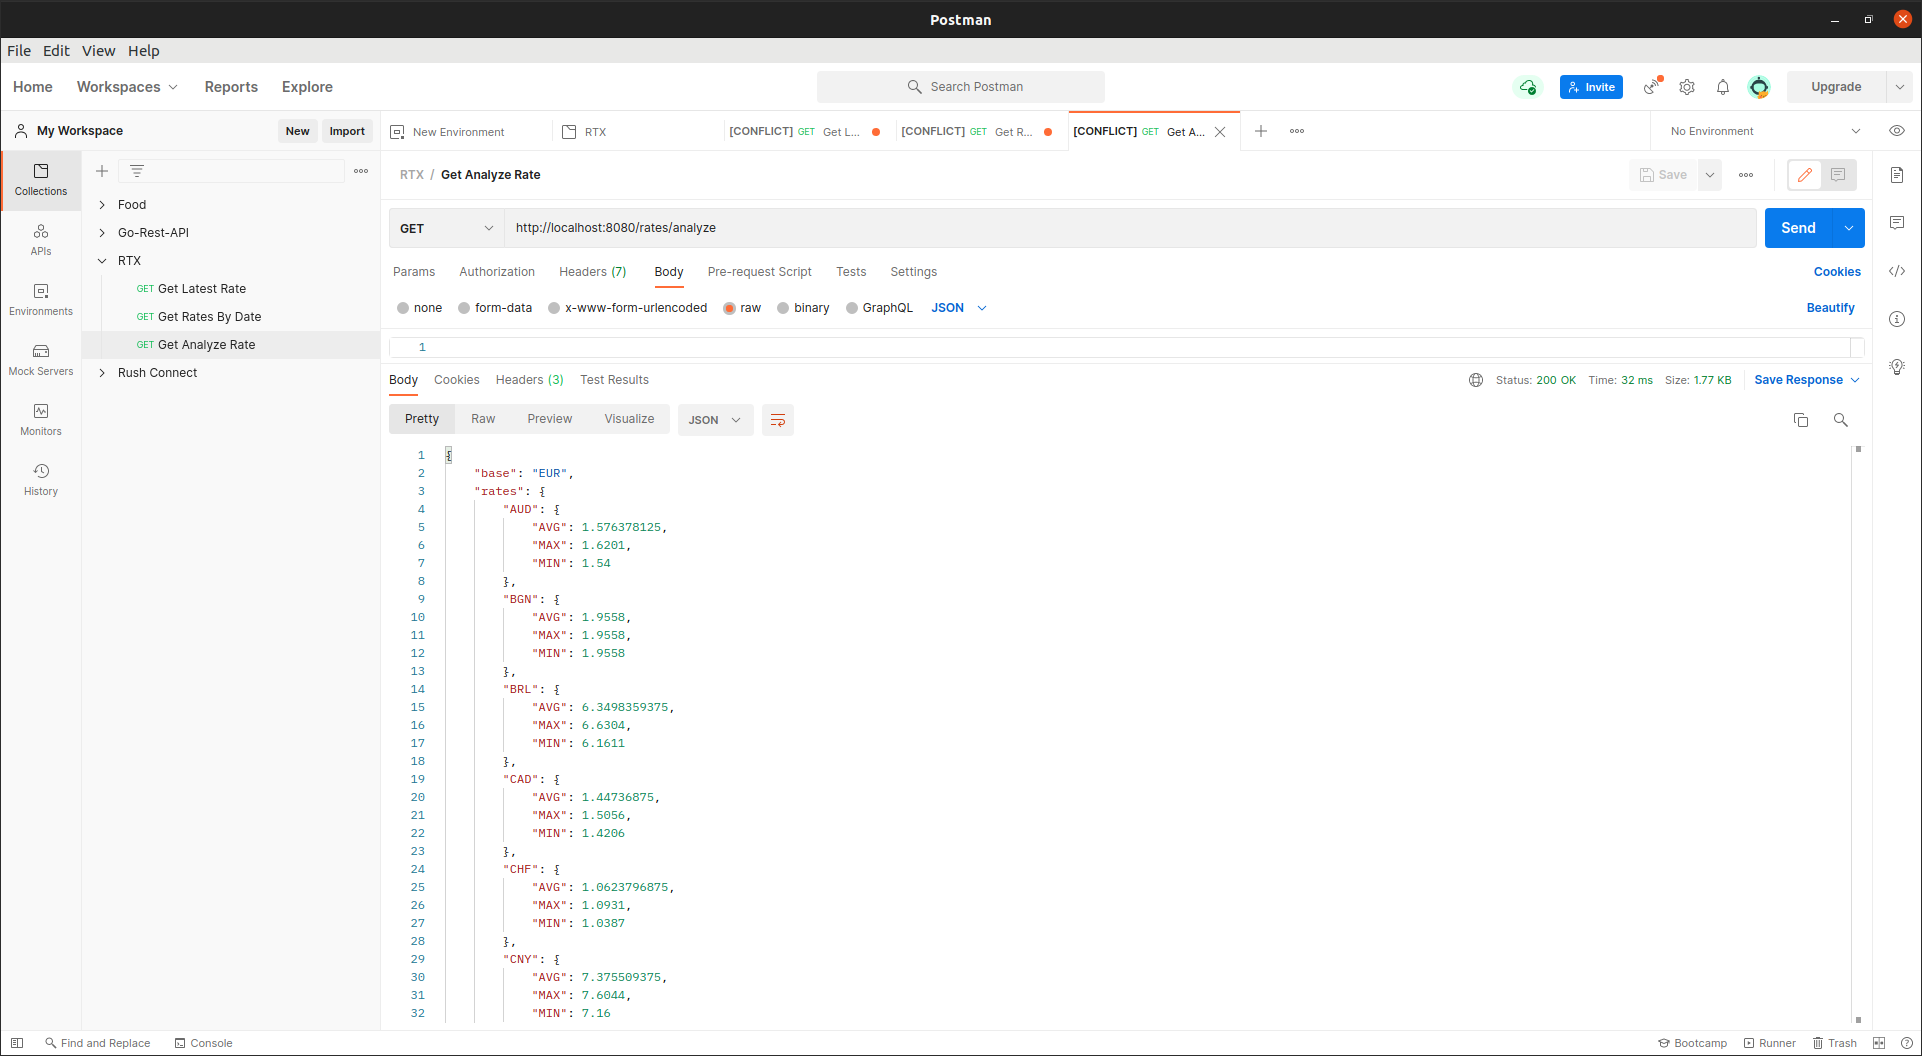 Postman
File Edit View Help
Home Workspaces Reports Explore Search Postman Invite Upgrade
My Workspace New Import New Environment RTX [CONFLICT] GET Get L... [CONFLICT] GET Get R... [CONFLICT] GET Get A... No Environment
Collections
APIs
Environments
Mock Servers
Monitors
History
Food
Go-Rest-API
RTX
GET Get Latest Rate
GET Get Rates By Date
GET Get Analyze Rate
Rush Connect
RTX / Get Analyze Rate Save
GET http://localhost:8080/rates/analyze Send
Params Authorization Headers (7) Body Pre-request Script Tests Settings Cookies
none form-data x-www-form-urlencoded raw binary GraphQL JSON Beautify
1
Body Cookies Headers (3) Test Results Status: 200 OK Time: 32 ms Size: 1.77 KB Save Response
Pretty Raw Preview Visualize JSON
1 {
2 "base": "EUR",
3 "rates": {
4 "AUD": {
5 "AVG": 1.576378125,
6 "MAX": 1.6201,
7 "MIN": 1.54
8 },
9 "BGN": {
10 "AVG": 1.9558,
11 "MAX": 1.9558,
12 "MIN": 1.9558
13 },
14 "BRL": {
15 "AVG": 6.3498359375,
16 "MAX": 6.6304,
17 "MIN": 6.1611
18 },
19 "CAD": {
20 "AVG": 1.44736875,
21 "MAX": 1.5056,
22 "MIN": 1.4206
23 },
24 "CHF": {
25 "AVG": 1.0623796875,
26 "MAX": 1.0931,
27 "MIN": 1.0387
28 },
29 "CNY": {
30 "AVG": 7.375509375,
31 "MAX": 7.6044,
32 "MIN": 7.16
Find and Replace Console Bootcamp Runner Trash